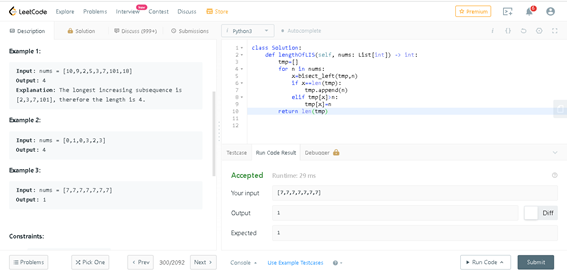 LeetCode
Explore
Problems
Interview
New
Contest
Discuss
Store
Premium
Description
Solution
Discuss (999+)
Submissions
Python3
Autocomplete
Example 1:
Input: nums = [10,9,2,5,3,7,101,18]
Output: 4
Explanation: The longest increasing subsequence is
[2,3,7,101], therefore the length is 4.
Example 2:
Input: nums = [0,1,0,3,2,3]
Output: 4
Example 3:
Input: nums = [7,7,7,7,7,7,7]
Output: 1
Constraints:
1 class Solution:
2 def lengthOfLIS(self, nums: List[int]) -> int:
3 tmp=[]
4 for n in nums:
5 x=bisect_left(tmp,n)
6 if x==len(tmp):
7 tmp.append(n)
8 elif tmp[x]>n:
9 tmp[x]=n
10 return len(tmp)
11
12
Testcase
Run Code Result
Debugger
Accepted
Runtime: 29 ms
Your input
[7,7,7,7,7,7,7]
Output
1
Diff
Expected
1
Problems
Pick One
Prev
300/2092
Next
Console
Use Example Testcases
Run Code
Submit